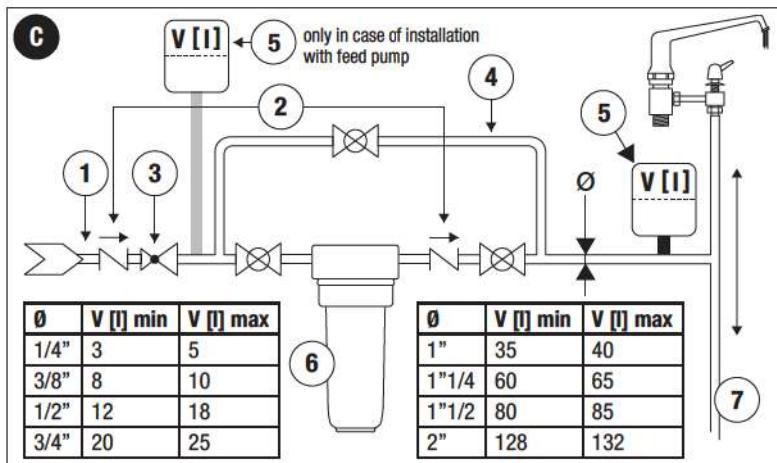 C
V [l]
5
only in case of installation
with feed pump
2
4
5
1
3
Ø
V [l]
Ø V [l] min V [l] max
1/4” 3 5
3/8” 8 10
1/2” 12 18
3/4” 20 25
6
Ø V [l] min V [l] max
1” 35 40
1”1/4 60 65
1”1/2 80 85
2” 128 132
7